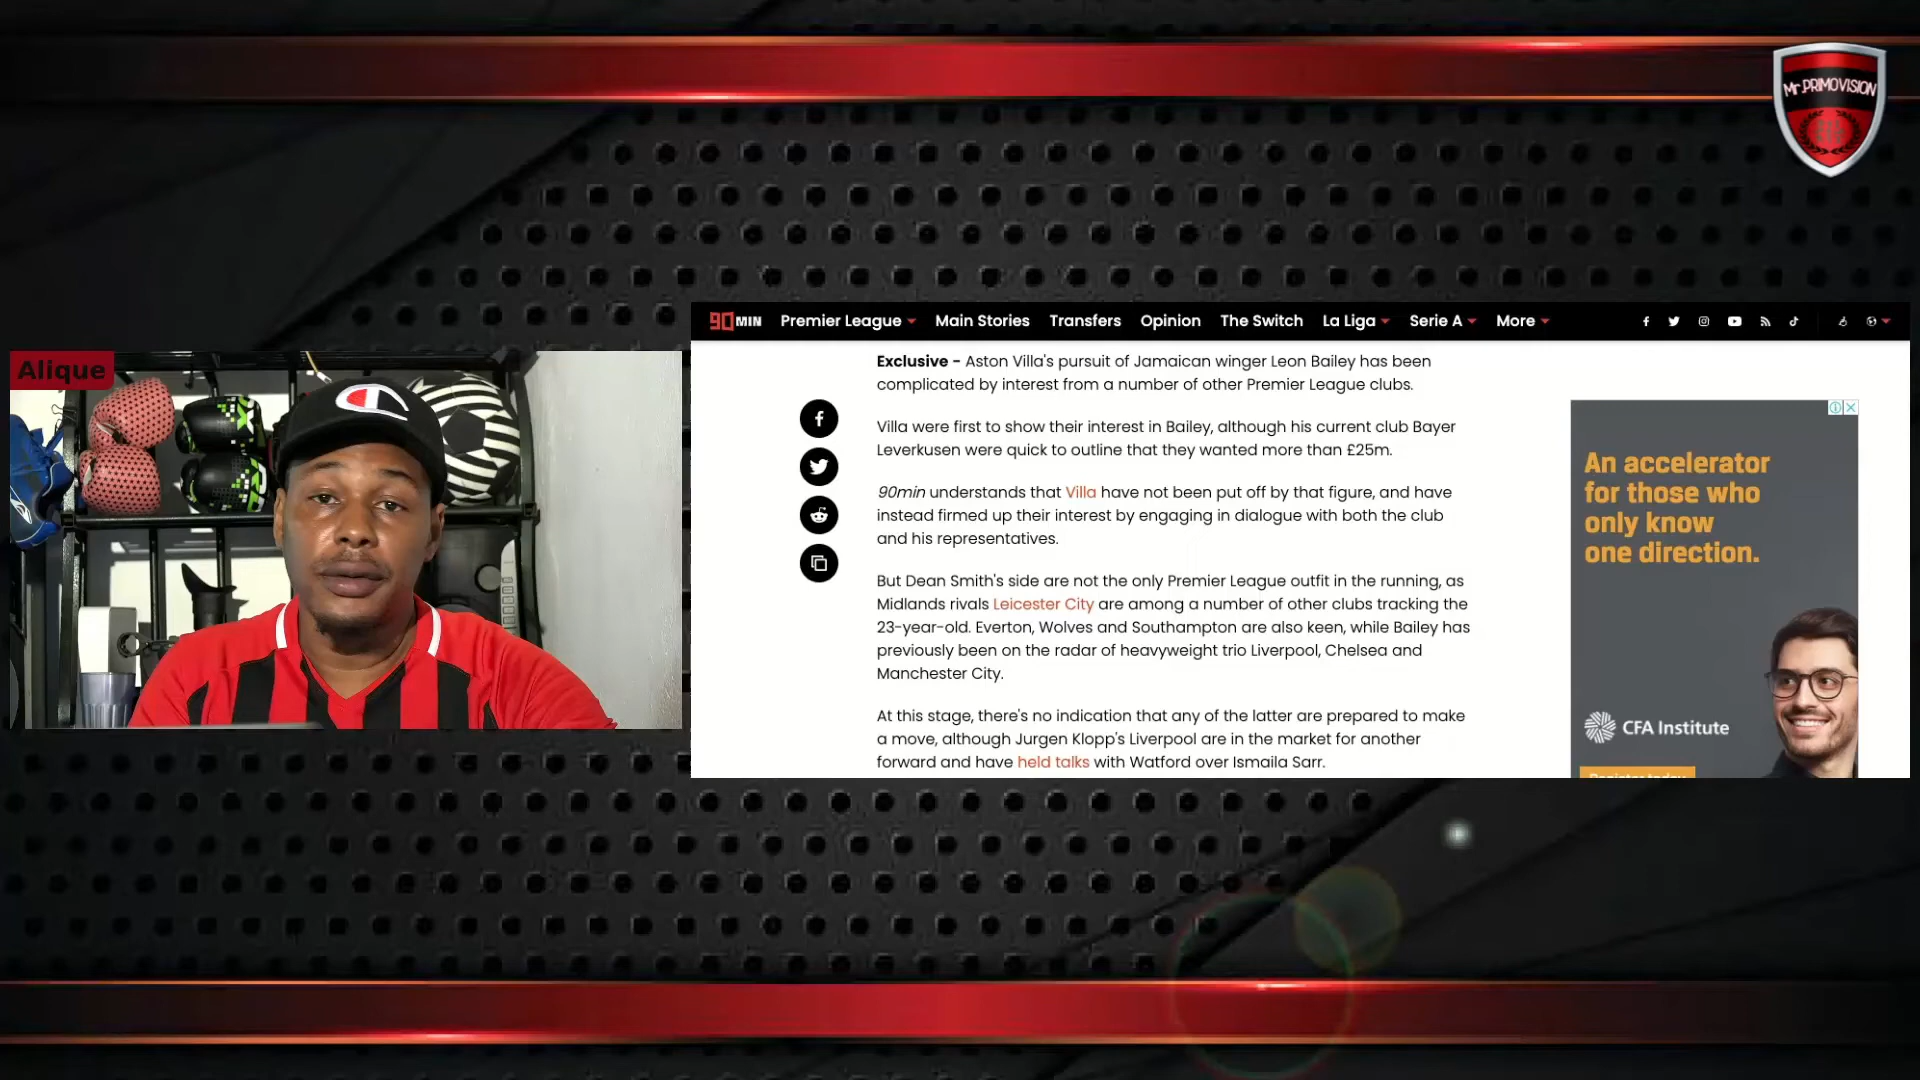 Mr.PRIMOVISION
90MIN Premier League Main Stories Transfers Opinion The Switch La Liga Serie A More
Alique
Exclusive - Aston Villa's pursuit of Jamaican winger Leon Bailey has been
complicated by interest from a number of other Premier League clubs.
Villa were first to show their interest in Bailey, although his current club Bayer
Leverkusen were quick to outline that they wanted more than £25m.
90min understands that Villa have not been put off by that figure, and have
instead firmed up their interest by engaging in dialogue with both the club
and his representatives.
But Dean Smith's side are not the only Premier League outfit in the running, as
Midlands rivals Leicester City are among a number of other clubs tracking the
23-year-old. Everton, Wolves and Southampton are also keen, while Bailey has
previously been on the radar of heavyweight trio Liverpool, Chelsea and
Manchester City.
At this stage, there's no indication that any of the latter are prepared to make
a move, although Jurgen Klopp's Liverpool are in the market for another
forward and have held talks with Watford over Ismaila Sarr.
An accelerator
for those who
only know
one direction.
CFA Institute
Register today